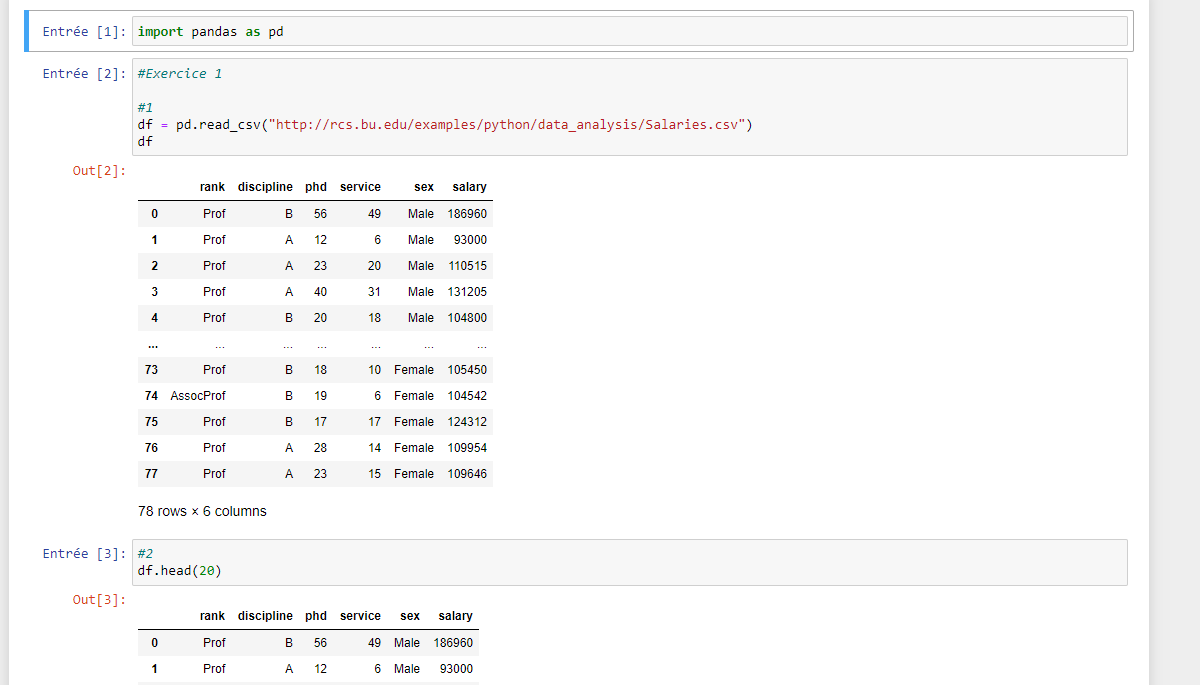 Entrée [1]: import pandas as pd
Entrée [2]: #Exercice 1
#1
df = pd.read_csv("http://rcs.bu.edu/examples/python/data_analysis/Salaries.csv")
df
Out[2]:
rank discipline phd service sex salary
0 Prof B 56 49 Male 186960
1 Prof A 12 6 Male 93000
2 Prof A 23 20 Male 110515
3 Prof A 40 31 Male 131205
4 Prof B 20 18 Male 104800
... ... ... ... ... ... ...
73 Prof B 18 10 Female 105450
74 AssocProf B 19 6 Female 104542
75 Prof B 17 17 Female 124312
76 Prof A 28 14 Female 109954
77 Prof A 23 15 Female 109646
78 rows × 6 columns
Entrée [3]: #2
df.head(20)
Out[3]:
rank discipline phd service sex salary
0 Prof B 56 49 Male 186960
1 Prof A 12 6 Male 93000